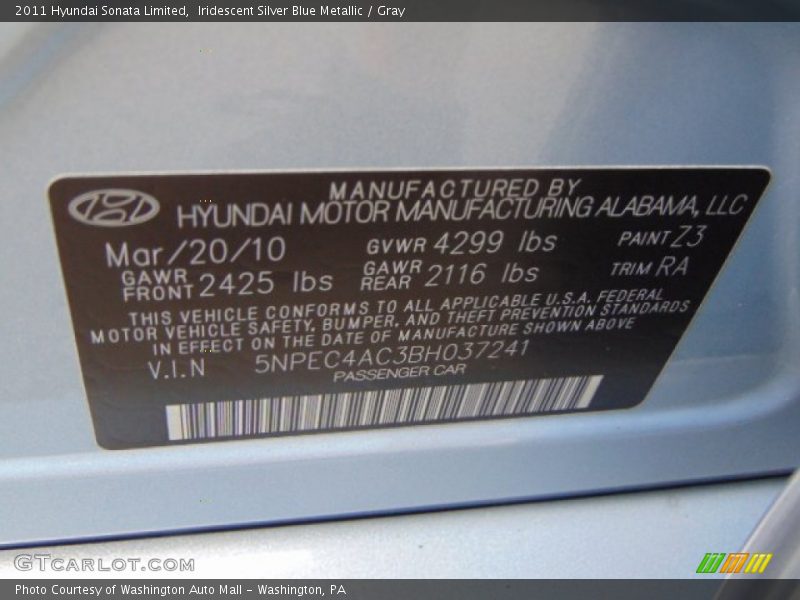 2011 Hyundai Sonata Limited, Iridescent Silver Blue Metallic / Gray
MANUFACTURED BY
HYUNDAI MOTOR MANUFACTURING ALABAMA, LLC
Mar/20/10 GVWR 4299 lbs PAINT Z3
GAWR FRONT 2425 lbs GAWR REAR 2116 lbs TRIM RA
THIS VEHICLE CONFORMS TO ALL APPLICABLE U.S.A. FEDERAL
MOTOR VEHICLE SAFETY, BUMPER, AND THEFT PREVENTION STANDARDS
IN EFFECT ON THE DATE OF MANUFACTURE SHOWN ABOVE
V.I.N 5NPEC4AC3BH037241
PASSENGER CAR
GTCARLOT.COM
Photo Courtesy of Washington Auto Mall - Washington, PA